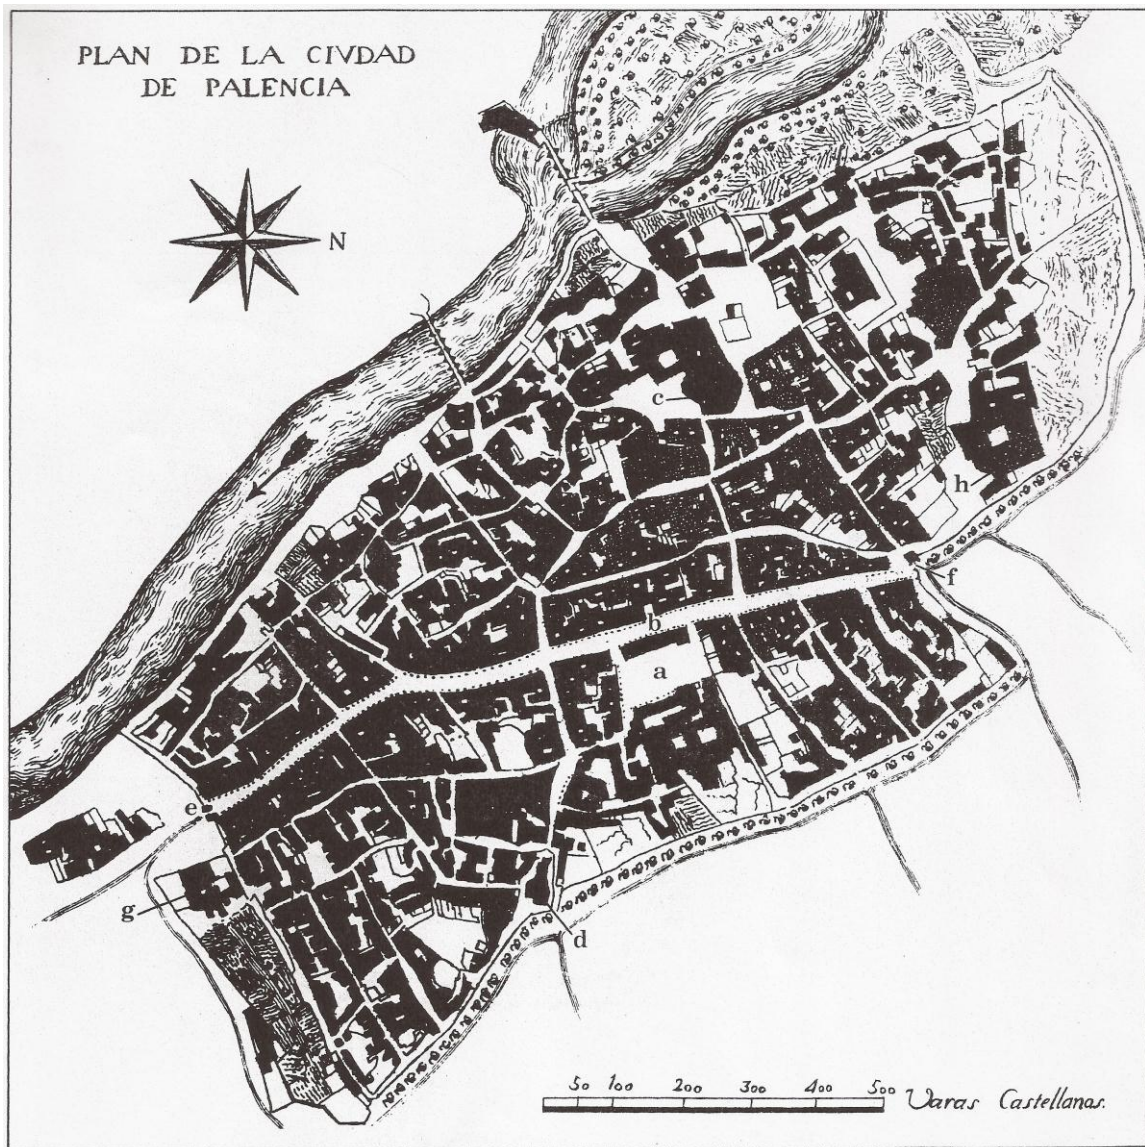 PLAN DE LA CIVDAD
DE PALENCIA
N
c
h
f
b
a
e
g
d
50 100 200 300 400 500 Varas Castellanas.